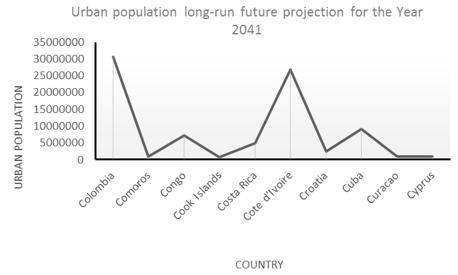 Urban population long-run future projection for the Year
2041
35000000
30000000
25000000
20000000
15000000
10000000
5000000
0
URBAN POPULATION
Colombia
Comoros
Congo
Cook Islands
Costa Rica
Cote d'Ivoire
Croatia
Cuba
Curacao
Cyprus
COUNTRY